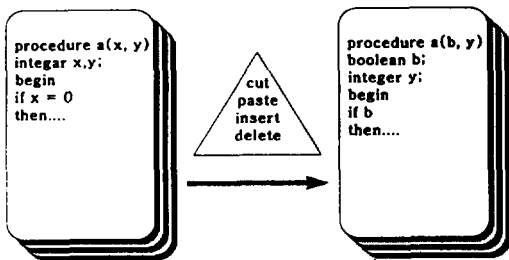 procedure a(x, y)
integar x,y;
begin
if x = 0
then....
cut
paste
insert
delete
procedure a(b, y)
boolean b;
integer y;
begin
if b
then....